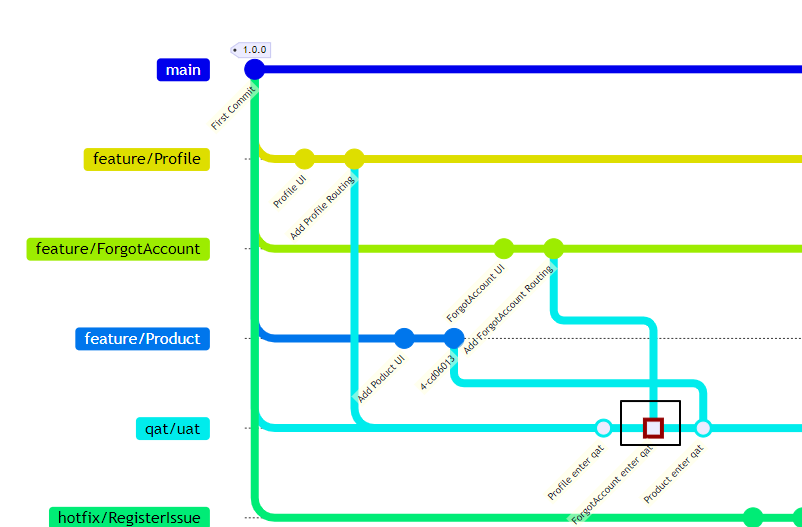 1.0.0
main
First Commit
feature/Profile
Profile UI
Add Profile Routing
feature/ForgotAccount
ForgotAccount UI
Add ForgotAccount Routing
feature/Product
Add Poduct UI
4-cd06013
qat/uat
Profile enter qat
ForgotAccount enter qat
Product enter qat
hotfix/RegisterIssue